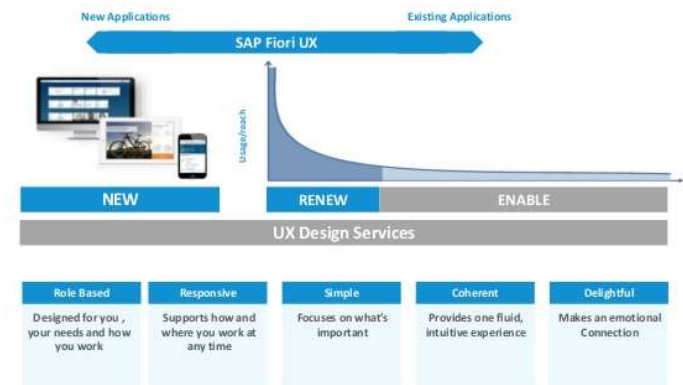 New Applications
Existing Applications
SAP Fiori UX
Usage/reach
NEW
RENEW
ENABLE
UX Design Services
Role Based
Designed for you ,
your needs and how
you work
Responsive
Supports how and
where you work at
any time
Simple
Focuses on what's
important
Coherent
Provides one fluid,
intuitive experience
Delightful
Makes an emotional
Connection